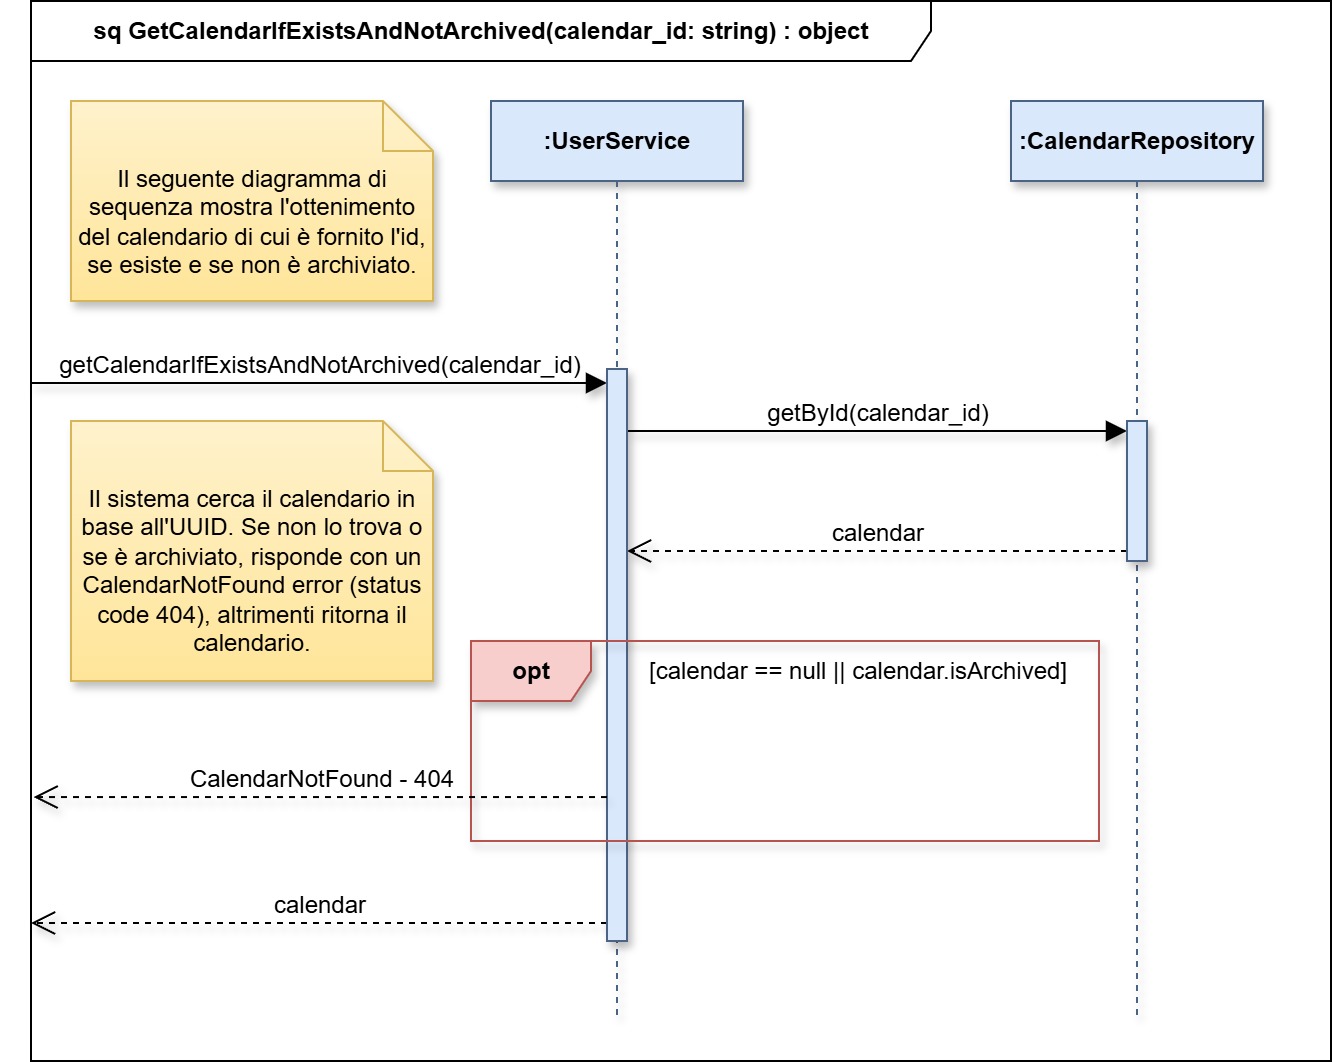 sq GetCalendarIfExistsAndNotArchived(calendar_id: string) : object
:UserService
:CalendarRepository
Il seguente diagramma di
sequenza mostra l'ottenimento
del calendario di cui è fornito l'id,
se esiste e se non è archiviato.
getCalendarIfExistsAndNotArchived(calendar_id)
getById(calendar_id)
Il sistema cerca il calendario in
base all'UUID. Se non lo trova o
se è archiviato, risponde con un
CalendarNotFound error (status
code 404), altrimenti ritorna il
calendario.
calendar
opt
[calendar == null || calendar.isArchived]
CalendarNotFound - 404
calendar